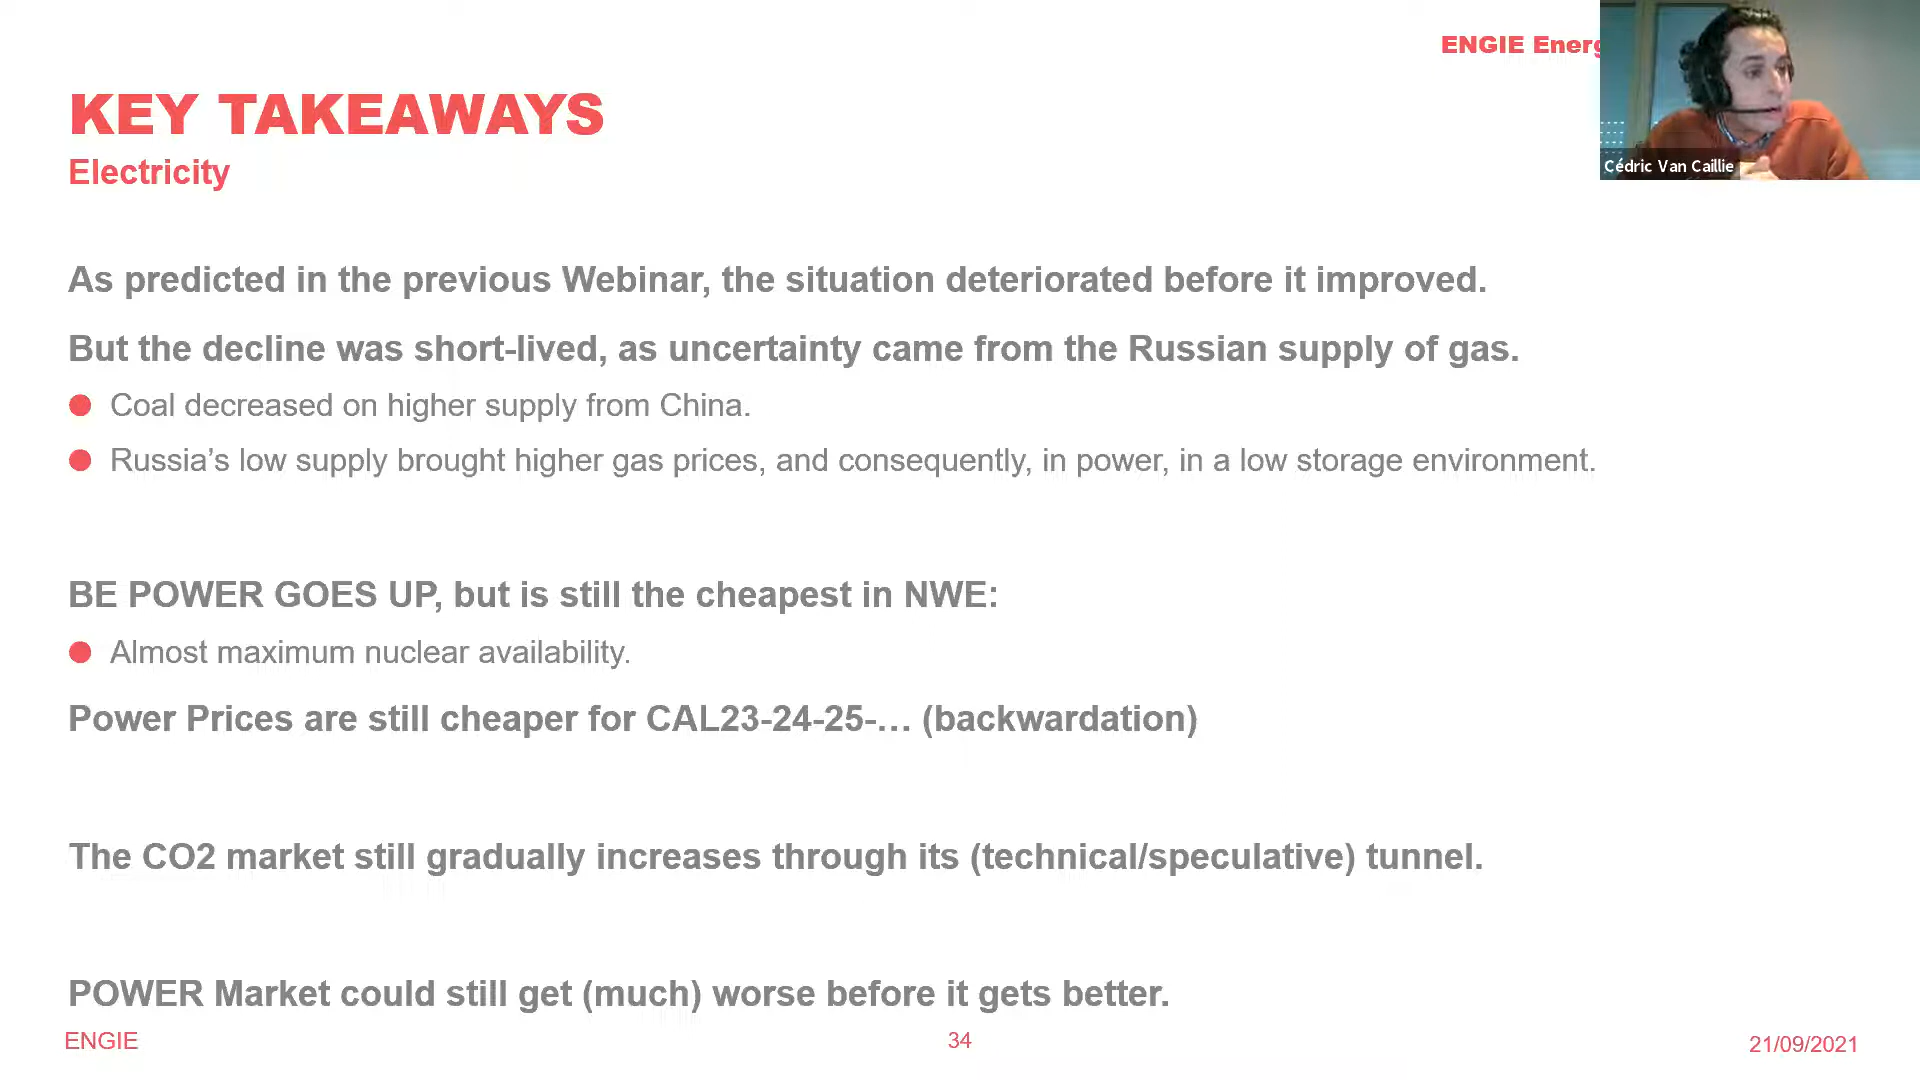 ENGIE Energ
KEY TAKEAWAYS
Electricity
Cédric Van Caillie
As predicted in the previous Webinar, the situation deteriorated before it improved.
But the decline was short-lived, as uncertainty came from the Russian supply of gas.
Coal decreased on higher supply from China.
Russia’s low supply brought higher gas prices, and consequently, in power, in a low storage environment.
BE POWER GOES UP, but is still the cheapest in NWE:
Almost maximum nuclear availability.
Power Prices are still cheaper for CAL23-24-25-… (backwardation)
The CO2 market still gradually increases through its (technical/speculative) tunnel.
POWER Market could still get (much) worse before it gets better.
ENGIE
34
21/09/2021